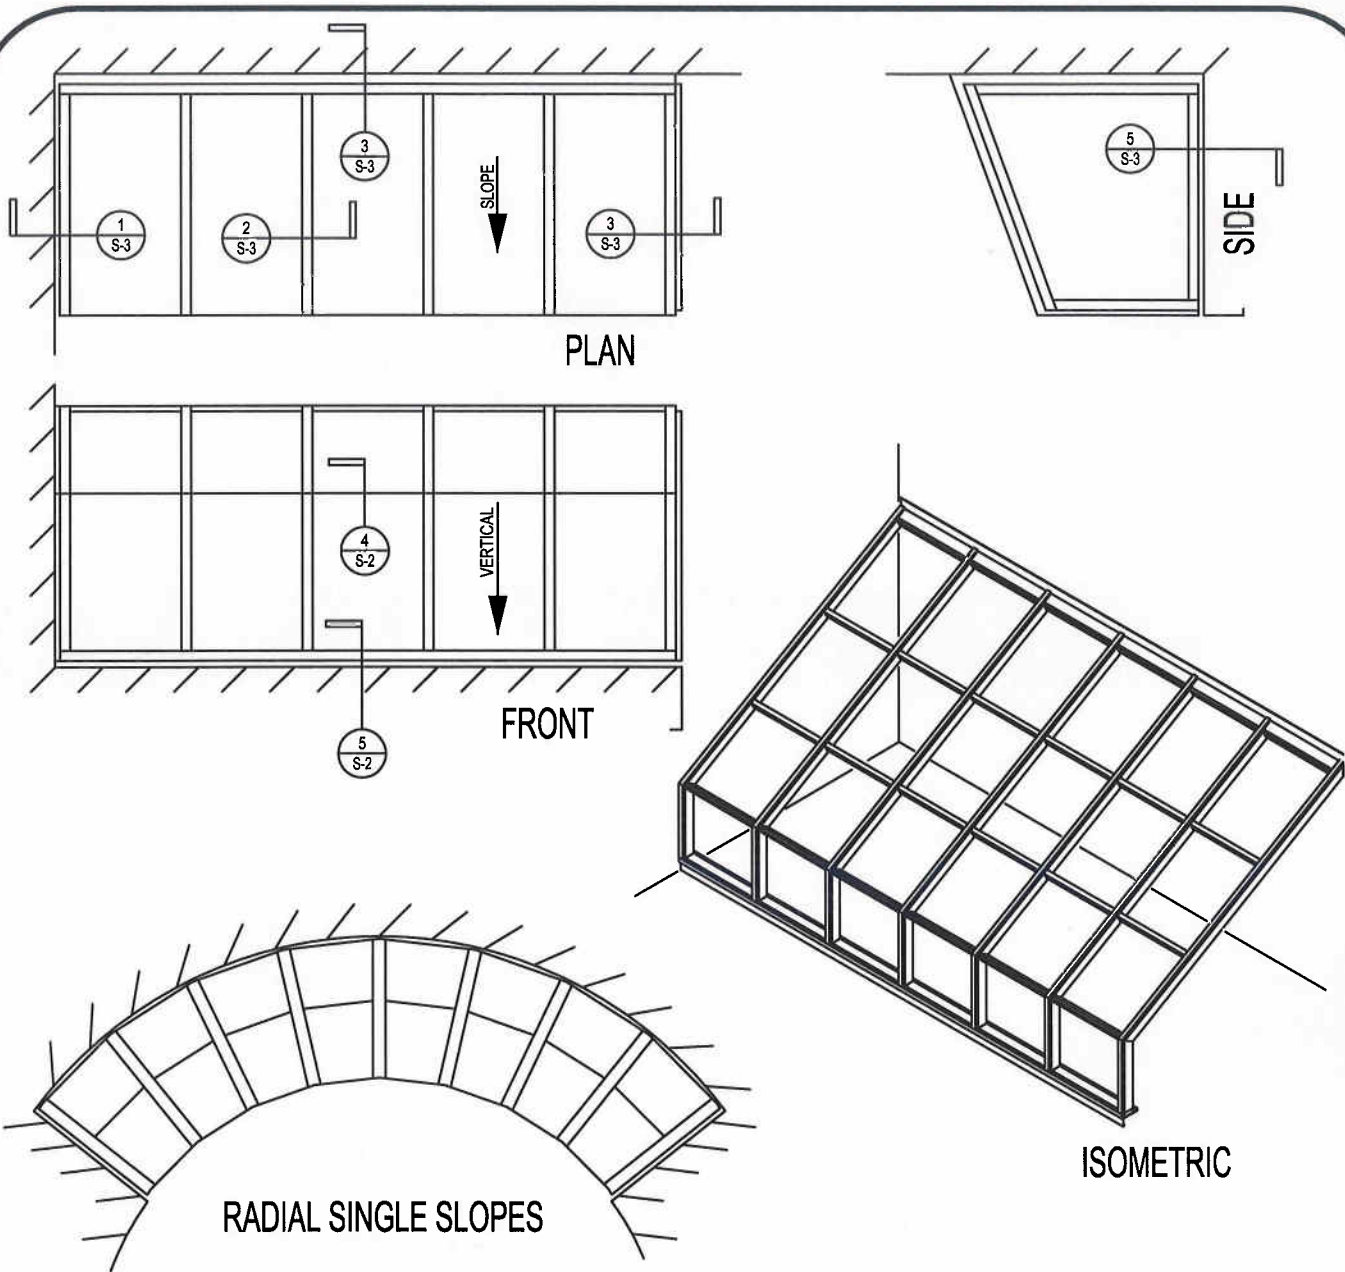 3
S-3
5
S-3
SLOPE
1
S-3
2
S-3
3
S-3
SIDE
PLAN
4
S-2
VERTICAL
FRONT
5
S-2
ISOMETRIC
RADIAL SINGLE SLOPES